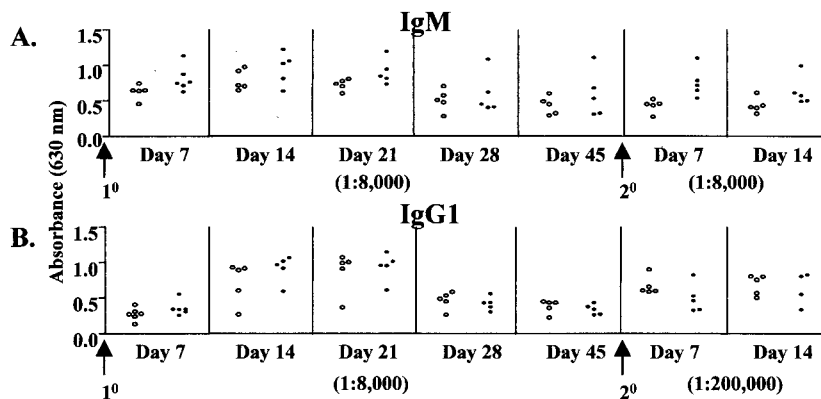 IgM
A.
1.5
1.0
0.5
0.0
Absorbance (630 nm)
Day 7 Day 14 Day 21 Day 28 Day 45 Day 7 Day 14
1⁰ (1:8,000) 2⁰ (1:8,000)
IgG1
B.
1.5
1.0
0.5
0.0
Day 7 Day 14 Day 21 Day 28 Day 45 Day 7 Day 14
1⁰ (1:8,000) 2⁰ (1:200,000)